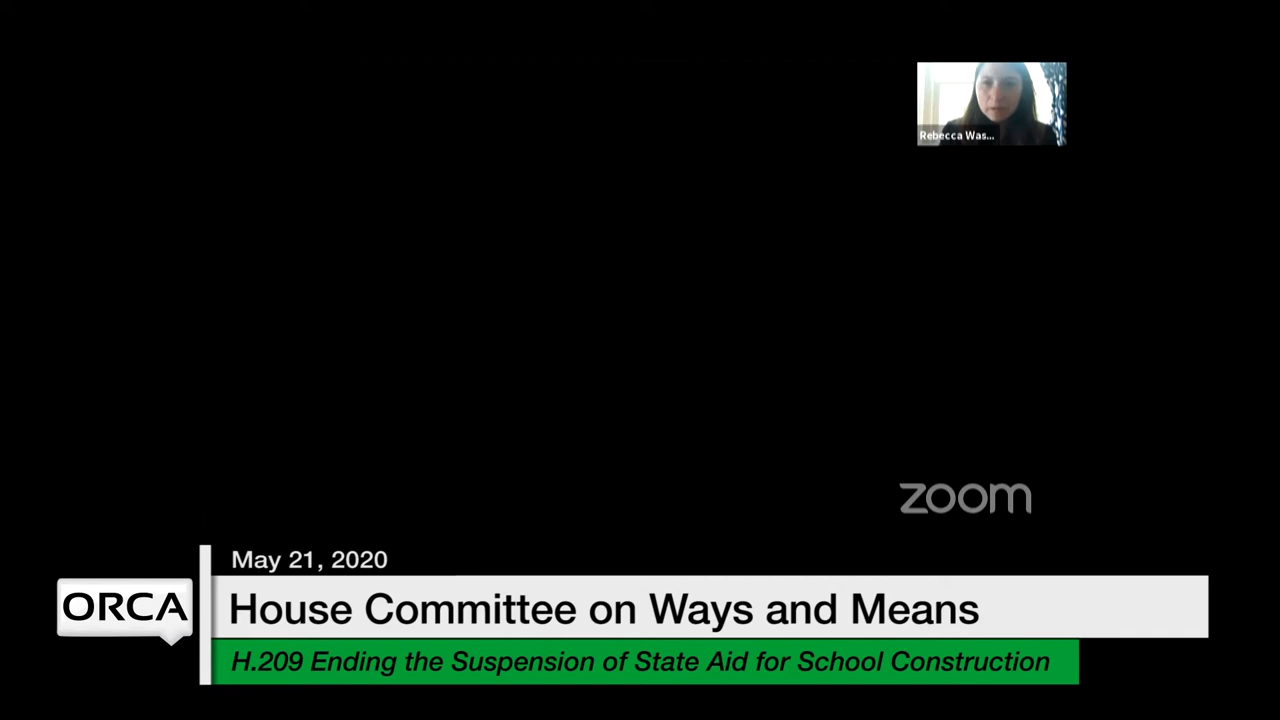 Rebecca Was...
zoom
May 21, 2020
ORCA
House Committee on Ways and Means
H.209 Ending the Suspension of State Aid for School Construction